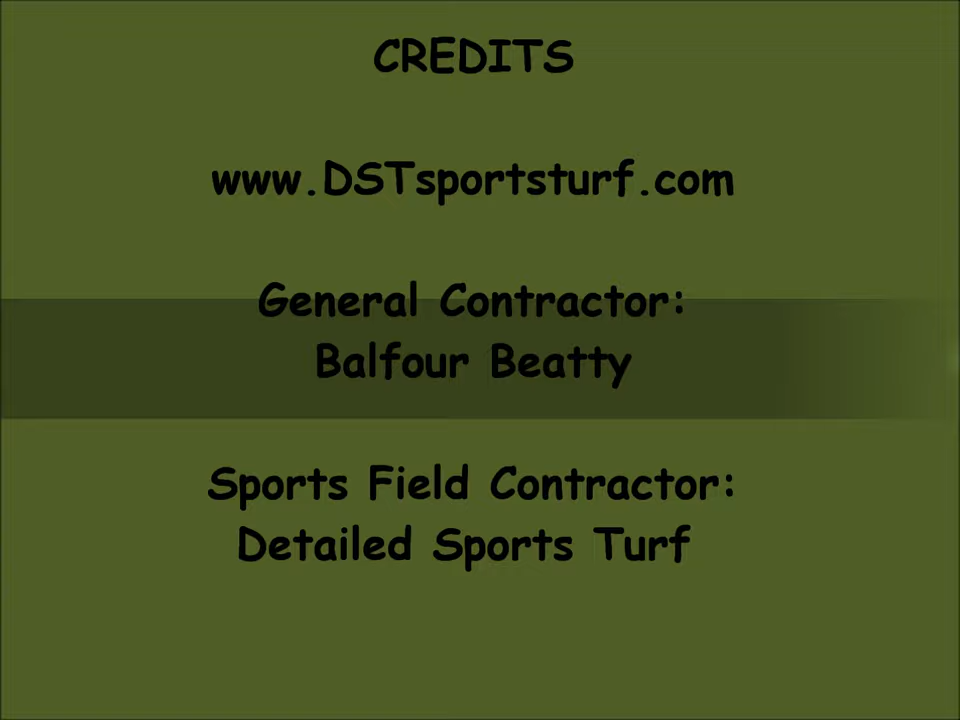 CREDITS
www.DSTsportsturf.com
General Contractor:
Balfour Beatty
Sports Field Contractor:
Detailed Sports Turf